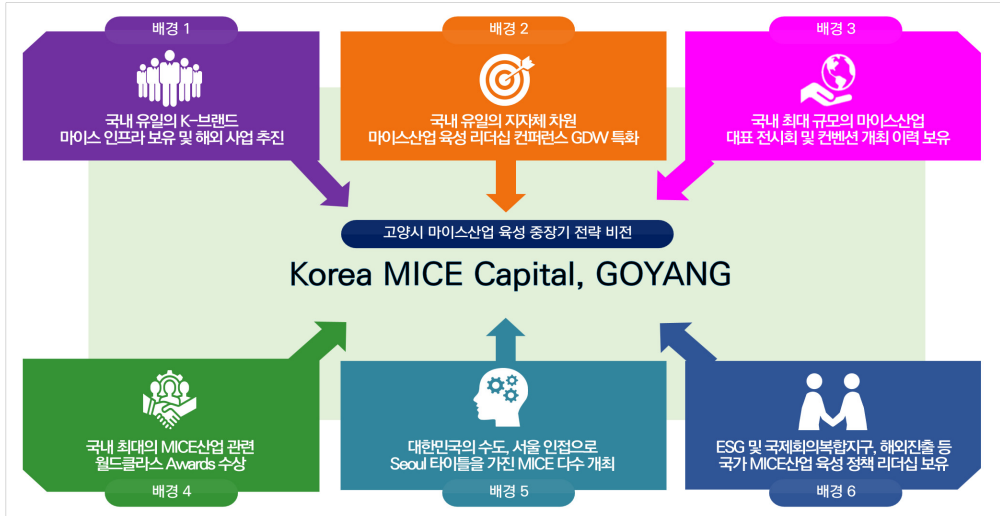 배경 1
국내 유일의 K-브랜드
마이스 인프라 보유 및 해외 사업 추진
배경 2
국내 유일의 지자체 차원
마이스산업 육성 리더십 컨퍼런스 GDW 특화
배경 3
국내 최대 규모의 마이스산업
대표 전시회 및 컨벤션 개최 이력 보유
고양시 마이스산업 육성 중장기 전략 비전
Korea MICE Capital, GOYANG
국내 최대의 MICE산업 관련
월드클라스 Awards 수상
배경 4
대한민국의 수도, 서울 인접으로
Seoul 타이틀을 가진 MICE 다수 개최
배경 5
ESG 및 국제회의복합지구, 해외진출 등
국가 MICE산업 육성 정책 리더십 보유
배경 6